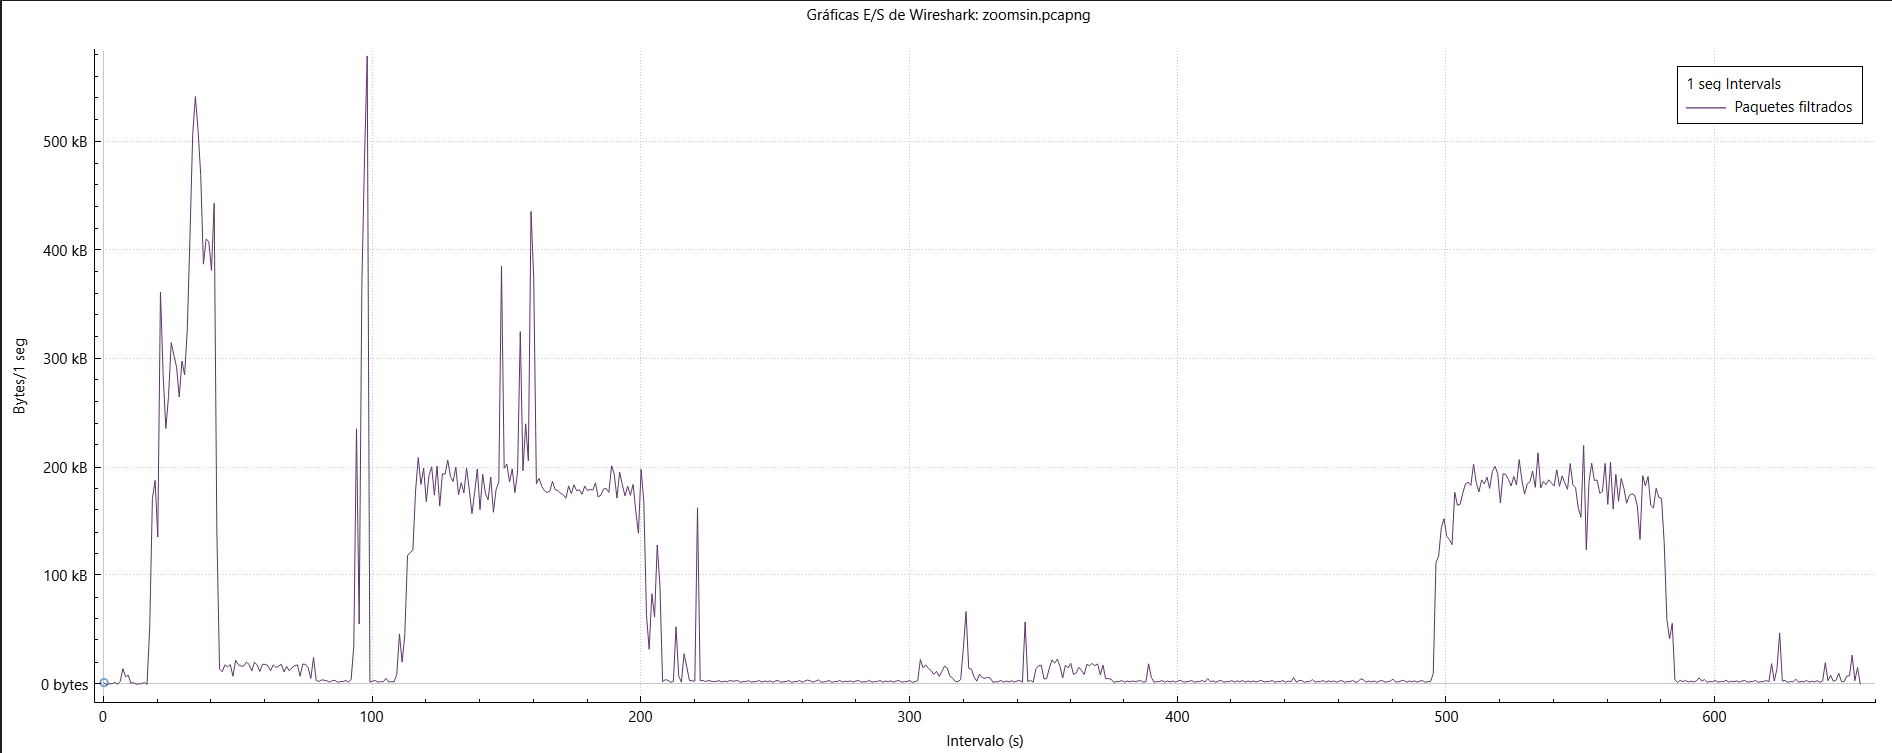 Gráficas E/S de Wireshark: zoomsin.pcapng
1 seq Intervals
Paquetes filtrados
500 kB
400 kB
300 kB
200 kB
100 kB
0 bytes
Bytes/1 seg
0 100 200 300 400 500 600
Intervalo (s)